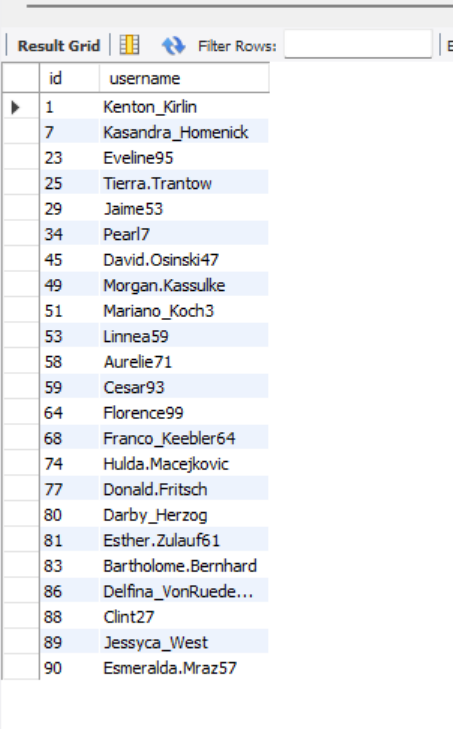 Result Grid Filter Rows:
id username
1 Kenton_Kirlin
7 Kasandra_Homenick
23 Eveline95
25 Tierra.Trantow
29 Jaime53
34 Pearl7
45 David.Osinski47
49 Morgan.Kassulke
51 Mariano_Koch3
53 Linnea59
58 Aurelie71
59 Cesar93
64 Florence99
68 Franco_Keebler64
74 Hulda.Macejkovic
77 Donald.Fritsch
80 Darby_Herzog
81 Esther.Zulauf61
83 Bartholome.Bernhard
86 Delfina_VonRuede...
88 Clint27
89 Jessyca_West
90 Esmeralda.Mraz57